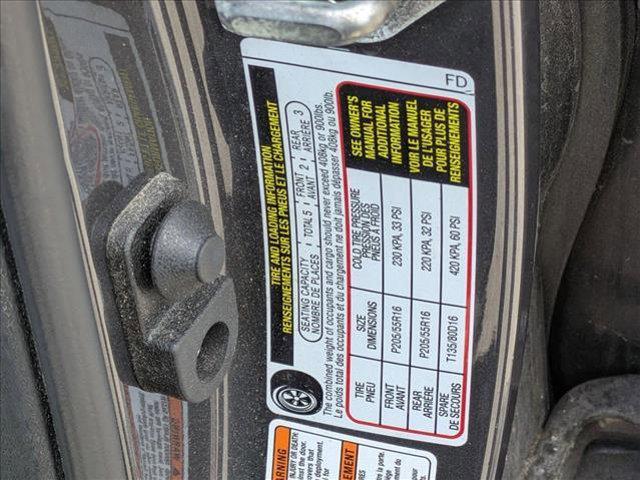 FD
TIRE AND LOADING INFORMATION
RENSEIGNEMENTS SUR LES PNEUS ET LE CHARGEMENT
SEATING CAPACITY TOTAL 5 FRONT 2 REAR 3
NOMBRE DE PLACES AVANT ARRIÈRE
The combined weight of occupants and cargo should never exceed 408kg or 900lbs.
Le poids total des occupants et du chargement ne doit jamais dépasser 408kg ou 900lb.
TIRE SIZE COLD TIRE PRESSURE
PNEU DIMENSIONS PRESSION DE PNEUS À FROID
FRONT P205/55R16 230 KPA, 33 PSI
AVANT
REAR P205/55R16 220 KPA, 32 PSI
ARRIÈRE
SPARE T135/80D16 420 KPA, 60 PSI
DE SECOURS
SEE OWNER'S
MANUAL FOR
ADDITIONAL
INFORMATION
VOIR LE MANUEL
DE L'USAGER
POUR PLUS DE
RENSEIGNEMENTS
WARNING
INJURY OR DEATH
deployment.